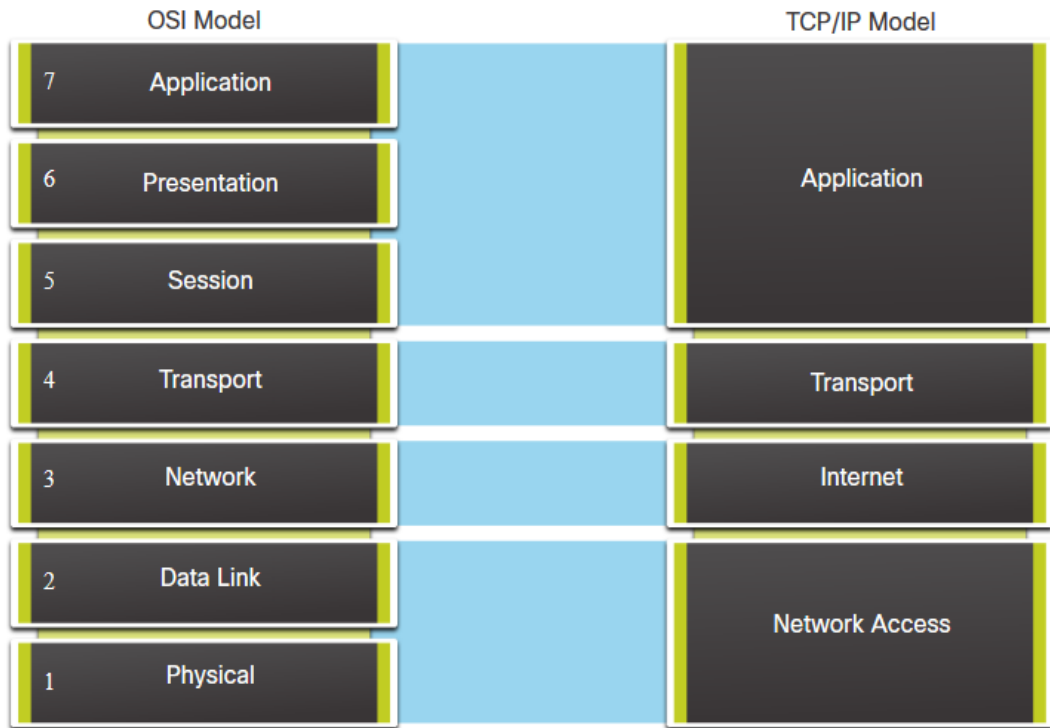 OSI Model
TCP/IP Model
7 Application
6 Presentation
5 Session
4 Transport
3 Network
2 Data Link
1 Physical
Application
Transport
Internet
Network Access